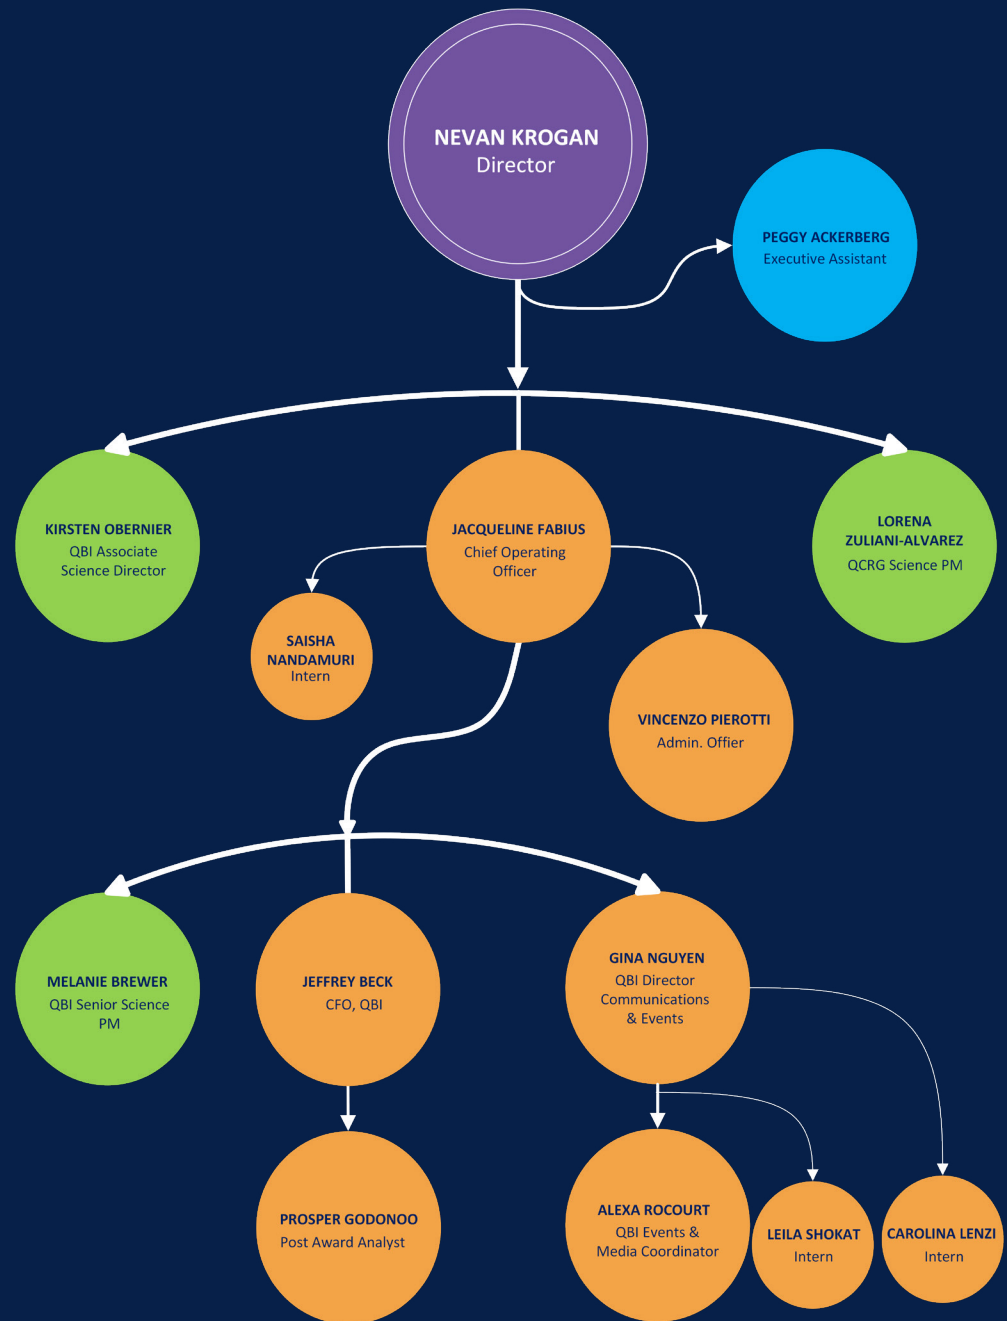 NEVAN KROGAN
Director
PEGGY ACKERBERG
Executive Assistant
KIRSTEN OBERNIER
QBI Associate
Science Director
JACQUELINE FABIUS
Chief Operating
Officer
LORENA
ZULIANI-ALVAREZ
QCRG Science PM
SAISHA
NANDAMURI
Intern
VINCENZO PIEROTTI
Admin. Offier
MELANIE BREWER
QBI Senior Science
PM
JEFFREY BECK
CFO, QBI
GINA NGUYEN
QBI Director
Communications
& Events
PROSPER GODONOO
Post Award Analyst
ALEXA ROCOURT
QBI Events &
Media Coordinator
LEILA SHOKAT
Intern
CAROLINA LENZI
Intern